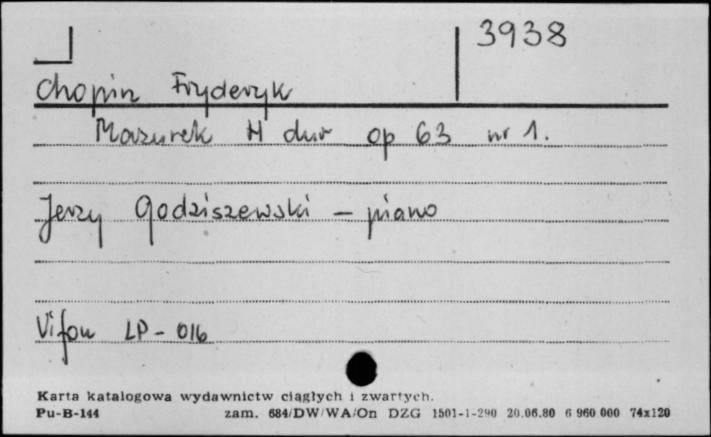 3938
Chopin Fryderyk
Mazurek H dur op 63 nr 1.
Jerzy Godziszewski – piano
Vifon LP-016
Karta katalogowa wydawnictw ciągłych i zwartych.
Pu-B-144 zam. 684/DW/WA/On DZG 1501-1-290 20.06.80 6 960 000 74x120